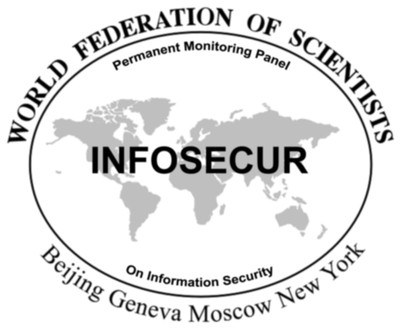 WORLD FEDERATION OF SCIENTISTS
Permanent Monitoring Panel
INFOSECUR
On Information Security
Beijing Geneva Moscow New York